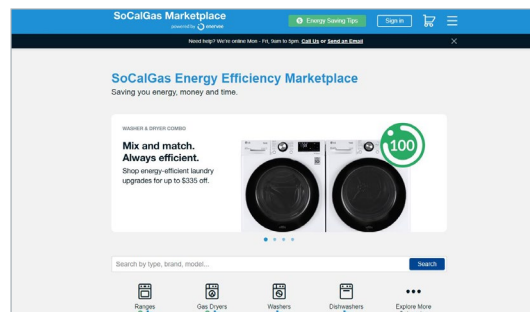 SoCalGas Marketplace
powered by enervee
Energy Saving Tips
Sign in
Need help? We're online Mon - Fri, 9am to 5pm. Call Us or Send an Email
SoCalGas Energy Efficiency Marketplace
Saving you energy, money and time.
WASHER & DRYER COMBO
Mix and match.
Always efficient.
Shop energy-efficient laundry
upgrades for up to $335 off.
100
Search by type, brand, model...
Search
Ranges
Gas Dryers
Washers
Dishwashers
Explore More